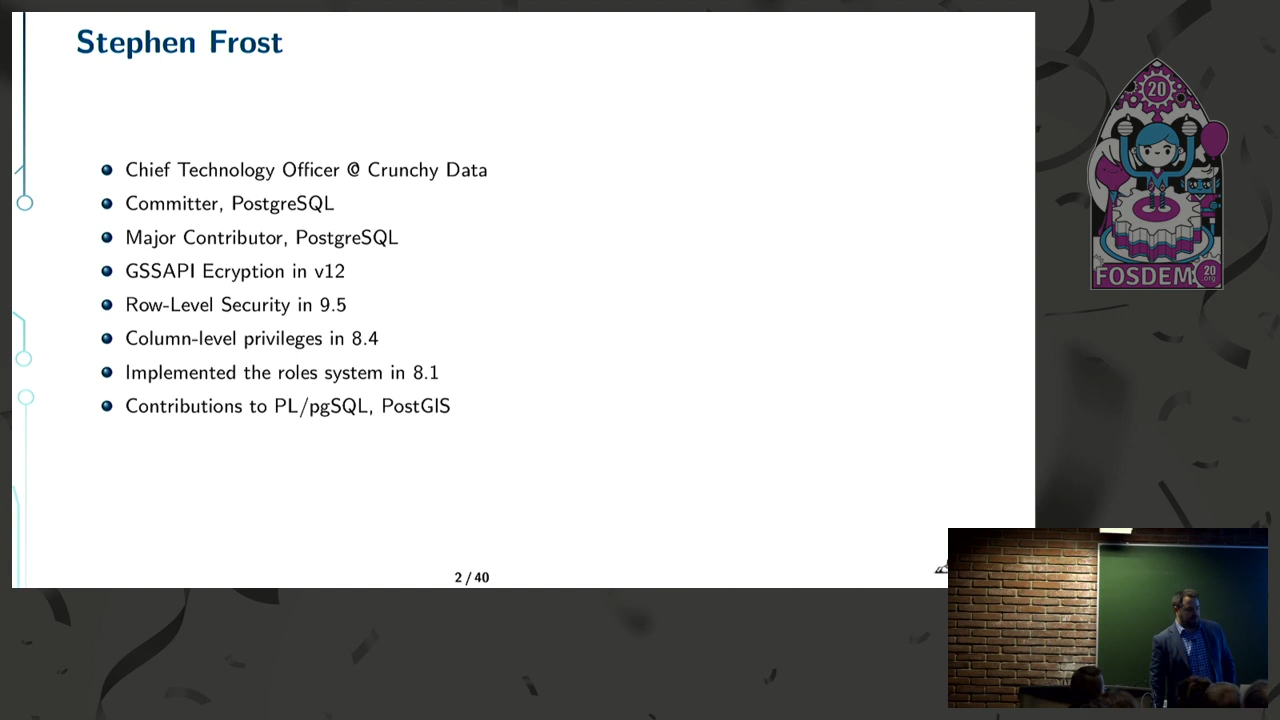 Stephen Frost
Chief Technology Officer @ Crunchy Data
Committer, PostgreSQL
Major Contributor, PostgreSQL
GSSAPI Ecryption in v12
Row-Level Security in 9.5
Column-level privileges in 8.4
Implemented the roles system in 8.1
Contributions to PL/pgSQL, PostGIS
2 / 40
20
FOSDEM
20
.org